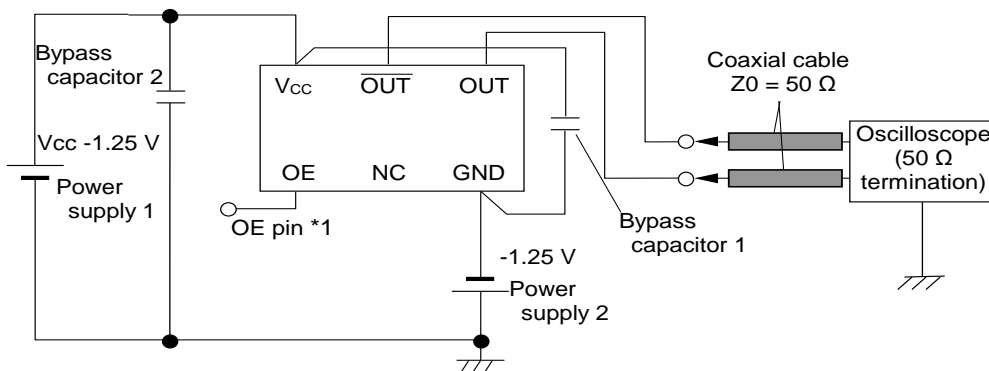 Bypass
capacitor 2
Vcc -1.25 V
Power
supply 1
VCC
OUT
OUT
OE
NC
GND
OE pin *1
-1.25 V
Power
supply 2
Bypass
capacitor 1
Coaxial cable
Z0 = 50 Ω
Oscilloscope
(50 Ω
termination)